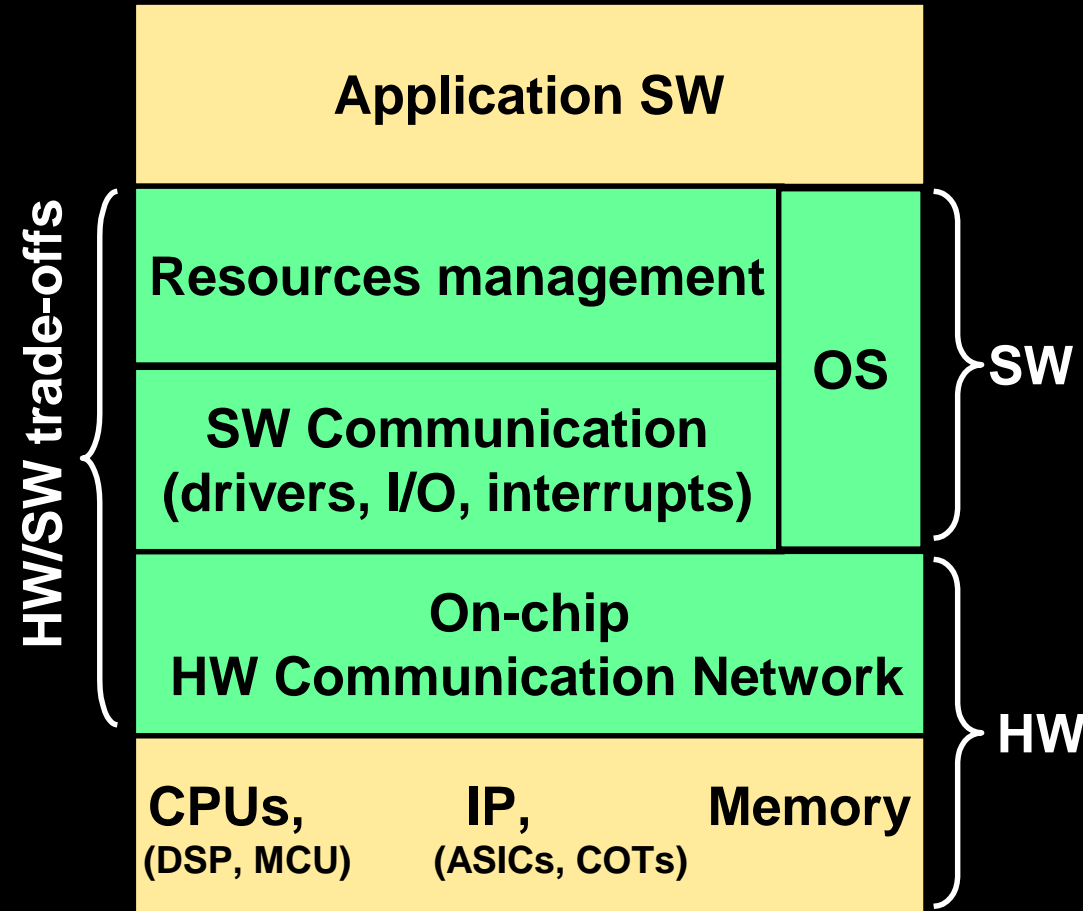 Application SW
HW/SW trade-offs
Resources management
OS
SW
SW Communication
(drivers, I/O, interrupts)
On-chip
HW Communication Network
HW
CPUs, IP, Memory
(DSP, MCU) (ASICs, COTs)